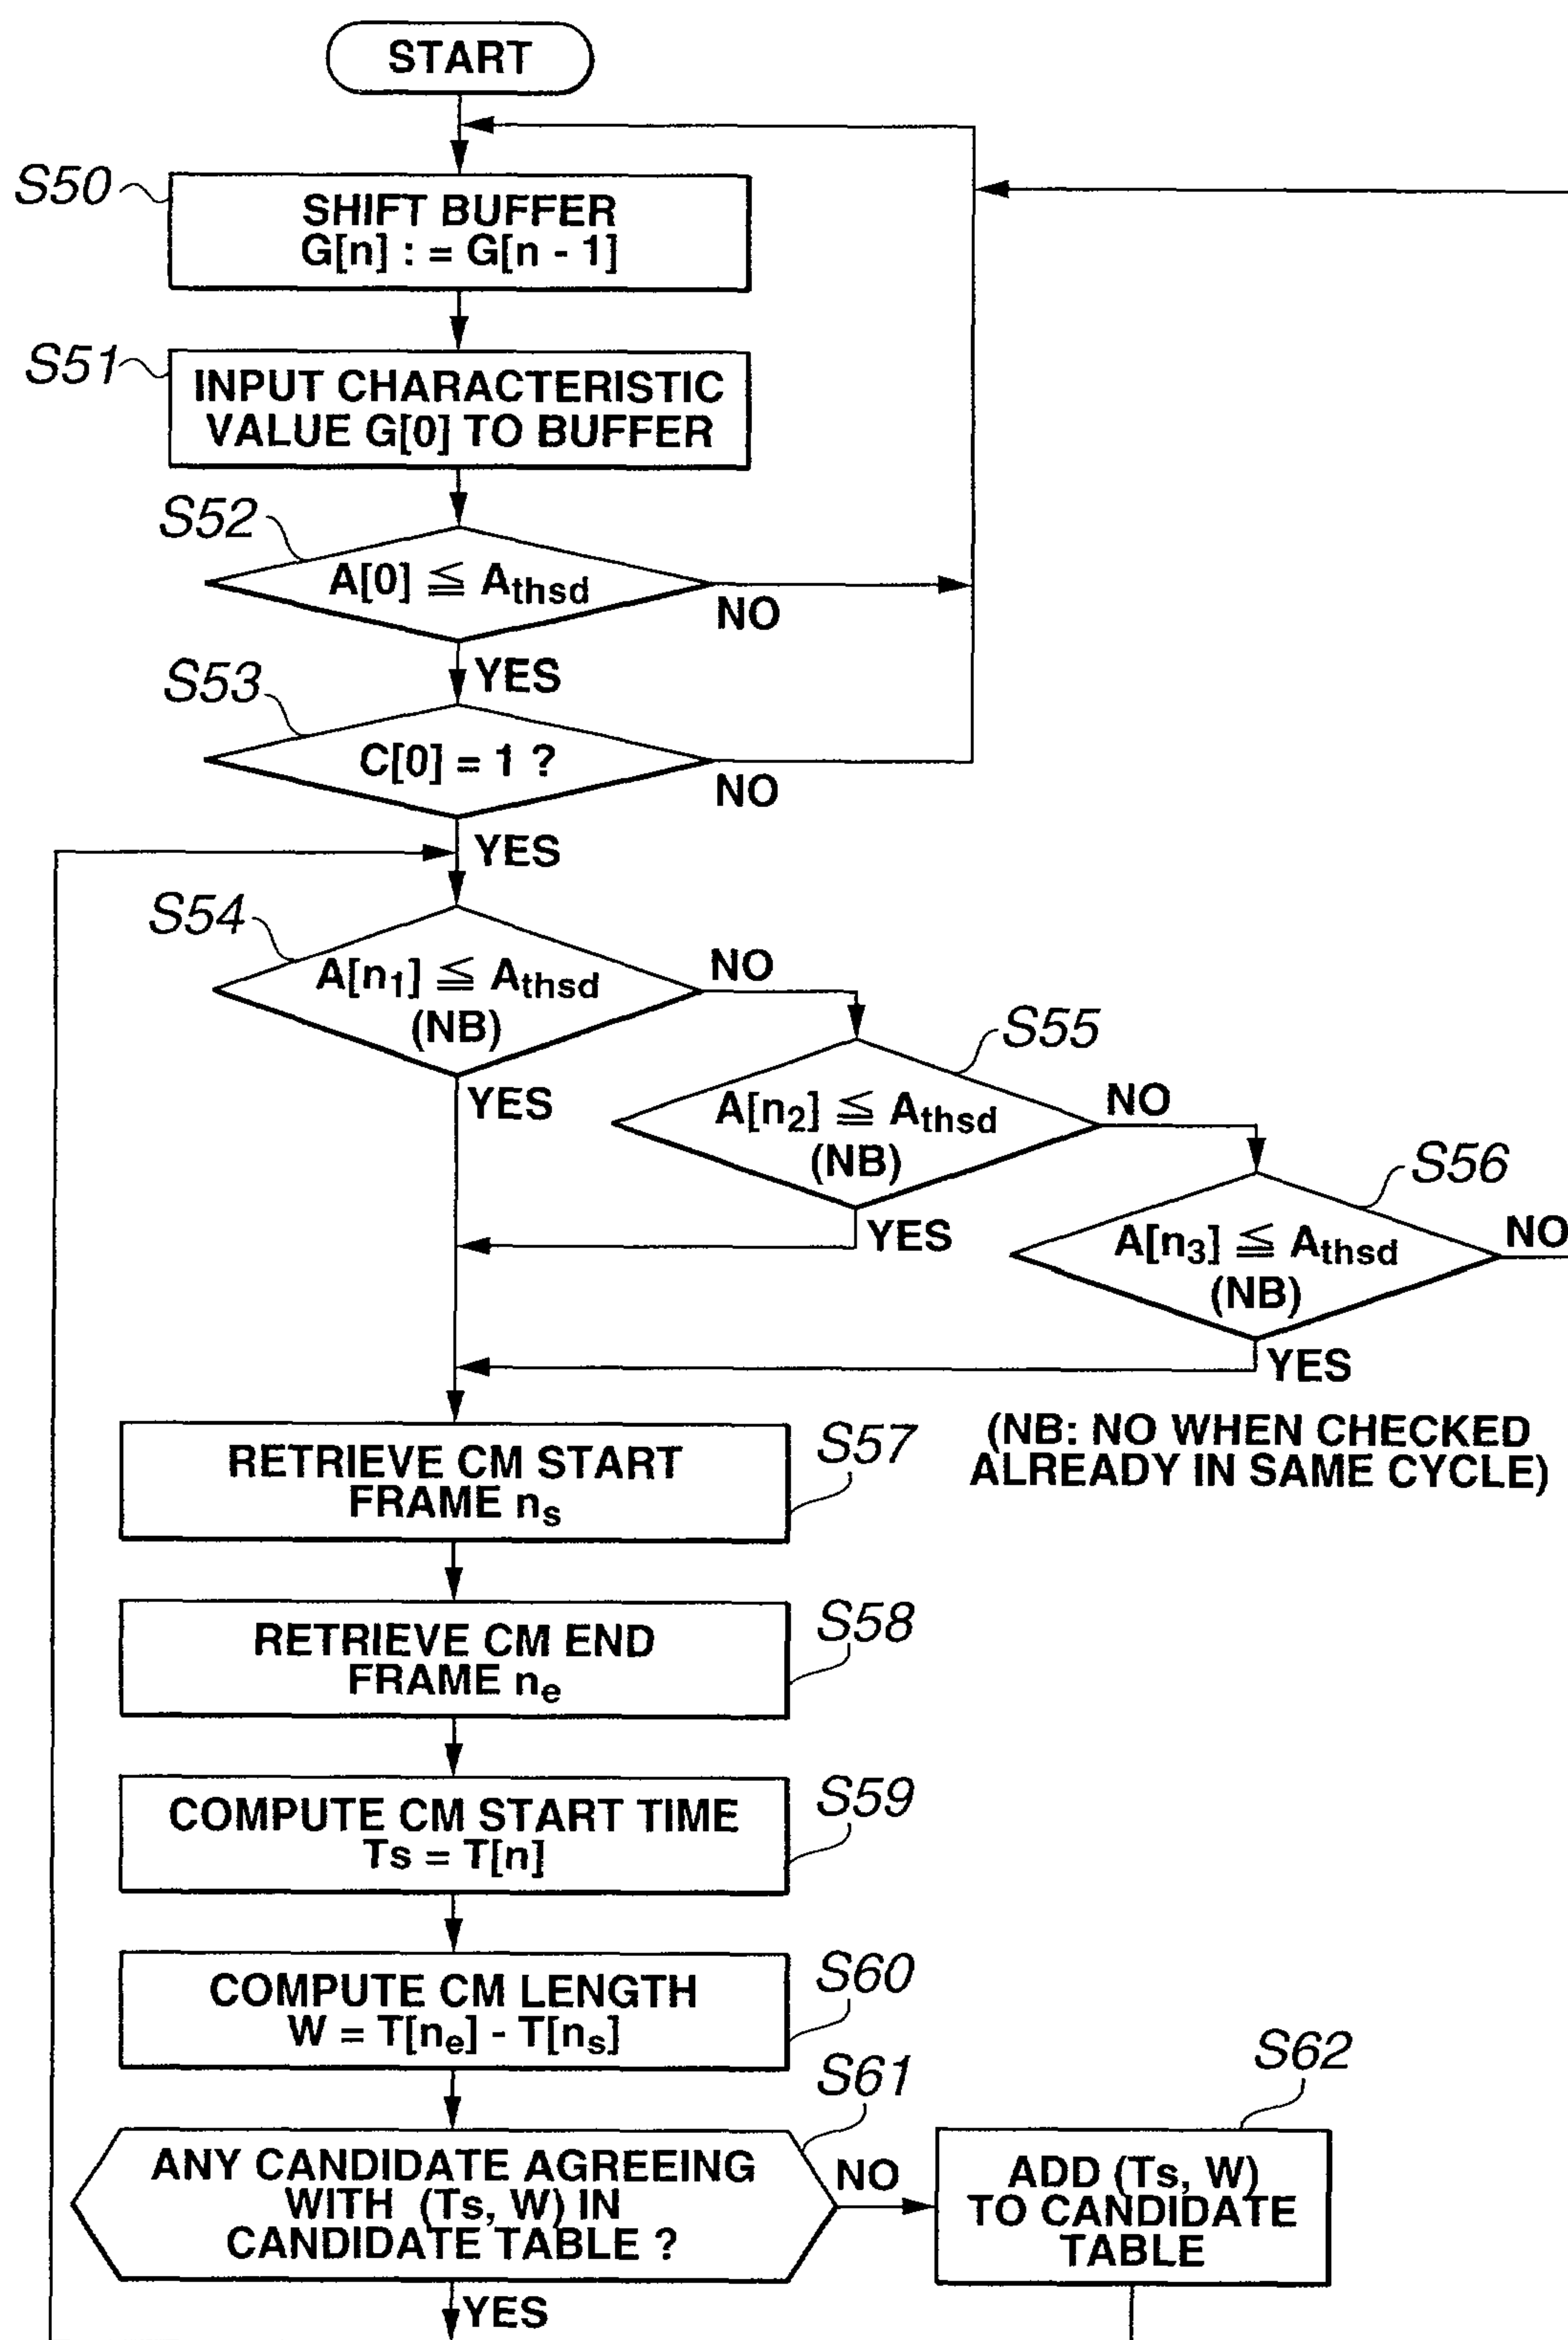 START
S50
SHIFT BUFFER
G[n] : = G[n - 1]
S51
INPUT CHARACTERISTIC
VALUE G[0] TO BUFFER
S52
A[0] ≦ Athsd
NO
YES
S53
C[0] = 1 ?
NO
YES
S54
A[n1] ≦ Athsd
(NB)
NO
YES
S55
A[n2] ≦ Athsd
(NB)
NO
YES
S56
A[n3] ≦ Athsd
(NB)
NO
YES
(NB: NO WHEN CHECKED
ALREADY IN SAME CYCLE)
S57
RETRIEVE CM START
FRAME ns
S58
RETRIEVE CM END
FRAME ne
S59
COMPUTE CM START TIME
Ts = T[n]
S60
COMPUTE CM LENGTH
W = T[ne] - T[ns]
S61
ANY CANDIDATE AGREEING
WITH (Ts, W) IN
CANDIDATE TABLE ?
NO
YES
S62
ADD (Ts, W)
TO CANDIDATE
TABLE